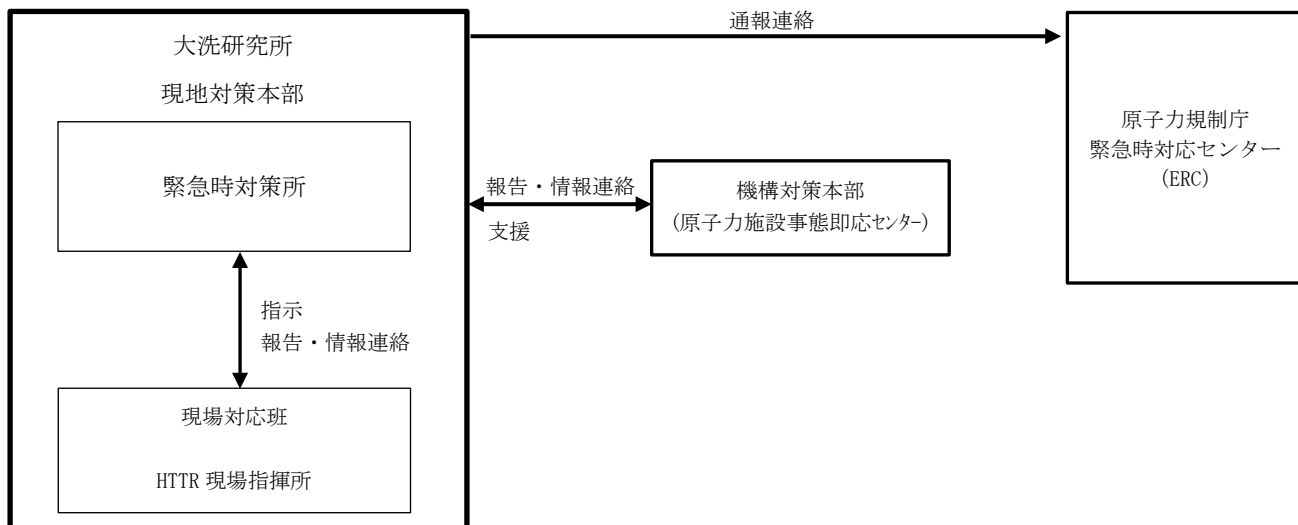 大洗研究所
現地対策本部
緊急時対策所
指示
報告・情報連絡
現場対応班
HTTR 現場指揮所
通報連絡
報告・情報連絡
支援
機構対策本部
(原子力施設事態即応センター)
原子力規制庁
緊急時対応センター
(ERC)